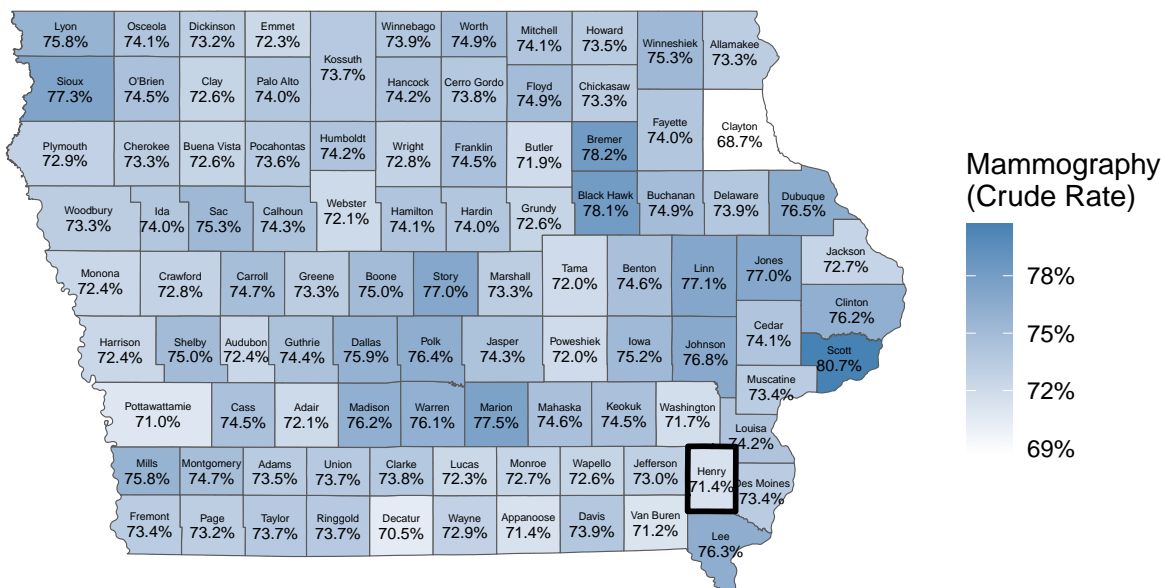 Lyon
75.8%
Osceola
74.1%
Dickinson
73.2%
Emmet
72.3%
Kossuth
73.7%
Winnebago
73.9%
Worth
74.9%
Mitchell
74.1%
Howard
73.5%
Winneshiek
75.3%
Allamakee
73.3%
Sioux
77.3%
O'Brien
74.5%
Clay
72.6%
Palo Alto
74.0%
Hancock
74.2%
Cerro Gordo
73.8%
Floyd
74.9%
Chickasaw
73.3%
Fayette
74.0%
Clayton
68.7%
Plymouth
72.9%
Cherokee
73.3%
Buena Vista
72.6%
Pocahontas
73.6%
Humboldt
74.2%
Wright
72.8%
Franklin
74.5%
Butler
71.9%
Bremer
78.2%
Woodbury
73.3%
Ida
74.0%
Sac
75.3%
Calhoun
74.3%
Webster
72.1%
Hamilton
74.1%
Hardin
74.0%
Grundy
72.6%
Black Hawk
78.1%
Buchanan
74.9%
Delaware
73.9%
Dubuque
76.5%
Monona
72.4%
Crawford
72.8%
Carroll
74.7%
Greene
73.3%
Boone
75.0%
Story
77.0%
Marshall
73.3%
Tama
72.0%
Benton
74.6%
Linn
77.1%
Jones
77.0%
Jackson
72.7%
Clinton
76.2%
Harrison
72.4%
Shelby
75.0%
Audubon
72.4%
Guthrie
74.4%
Dallas
75.9%
Polk
76.4%
Jasper
74.3%
Poweshiek
72.0%
Iowa
75.2%
Johnson
76.8%
Cedar
74.1%
Scott
80.7%
Muscatine
73.4%
Pottawattamie
71.0%
Cass
74.5%
Adair
72.1%
Madison
76.2%
Warren
76.1%
Marion
77.5%
Mahaska
74.6%
Keokuk
74.5%
Washington
71.7%
Louisa
74.2%
Mills
75.8%
Montgomery
74.7%
Adams
73.5%
Union
73.7%
Clarke
73.8%
Lucas
72.3%
Monroe
72.7%
Wapello
72.6%
Jefferson
73.0%
Henry
71.4%
Des Moines
73.4%
Fremont
73.4%
Page
73.2%
Taylor
73.7%
Ringgold
73.7%
Decatur
70.5%
Wayne
72.9%
Appanoose
71.4%
Davis
73.9%
Van Buren
71.2%
Lee
76.3%
Mammography
(Crude Rate)
78%
75%
72%
69%